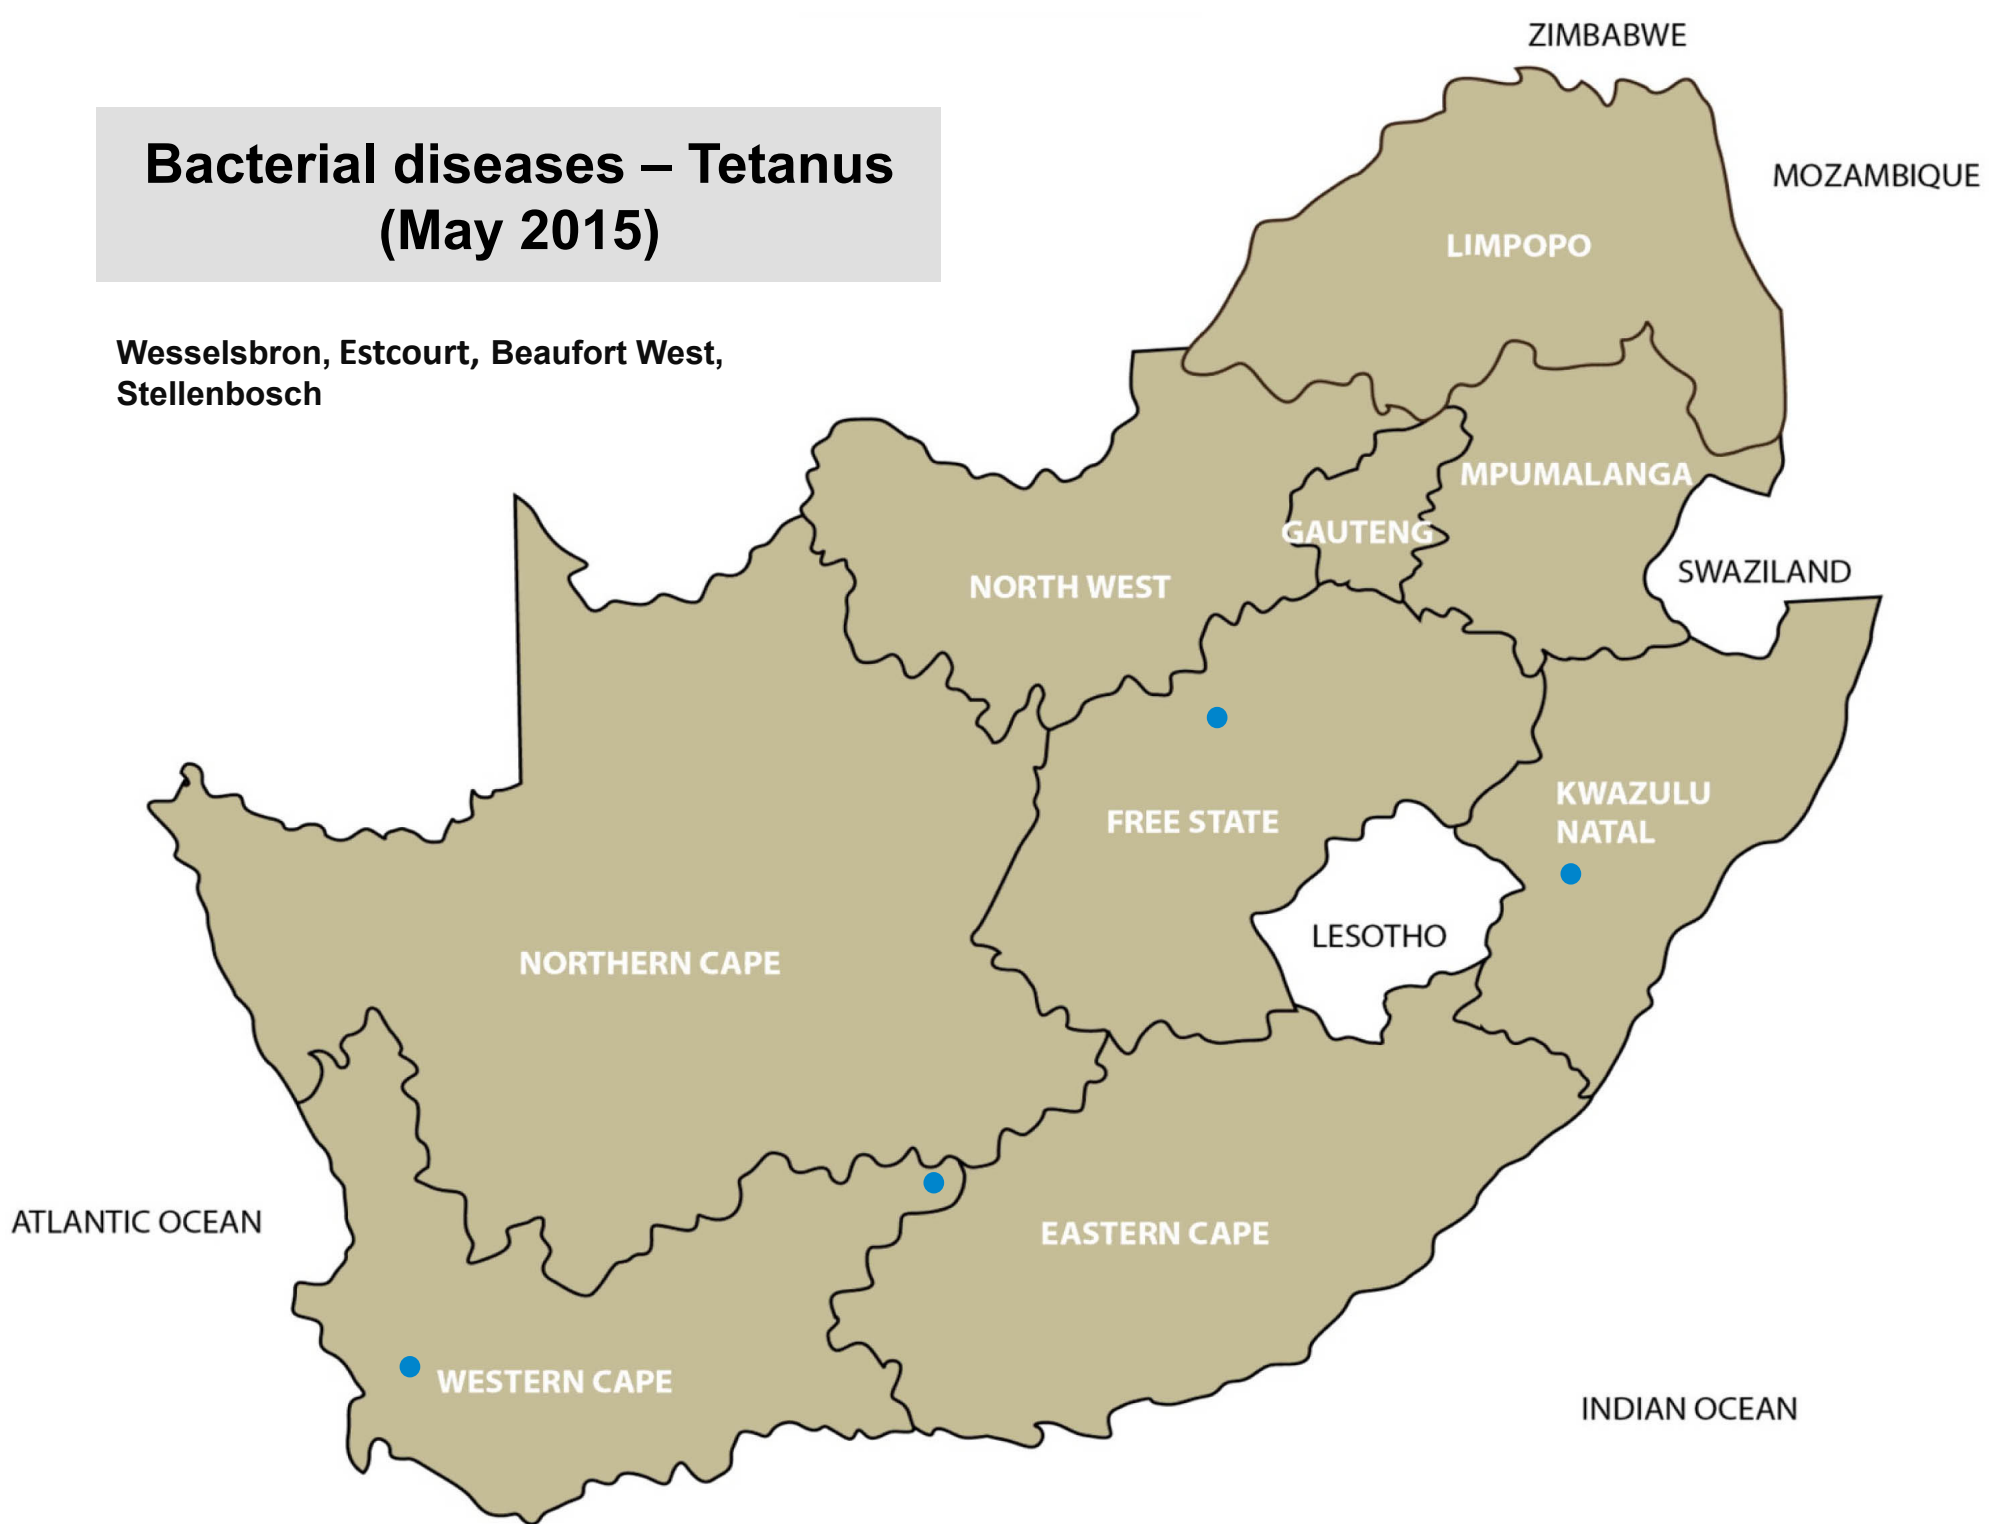 ZIMBABWE
Bacterial diseases – Tetanus
(May 2015)
MOZAMBIQUE
LIMPOPO
Wesselsbron, Estcourt, Beaufort West,
Stellenbosch
MPUMALANGA
GAUTENG
SWAZILAND
NORTH WEST
KWAZULU
NATAL
FREE STATE
LESOTHO
NORTHERN CAPE
ATLANTIC OCEAN
EASTERN CAPE
WESTERN CAPE
INDIAN OCEAN